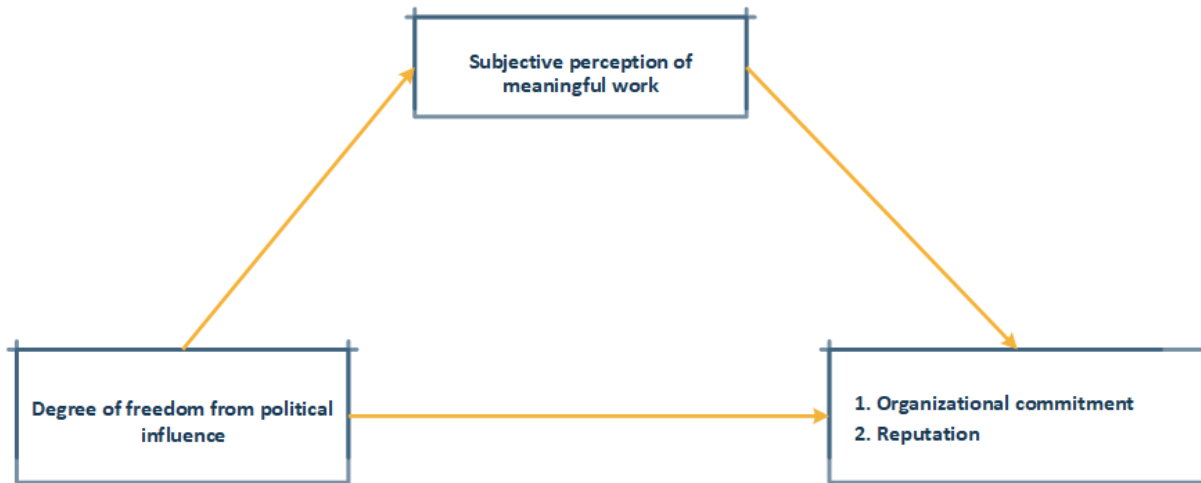 Subjective perception of
meaningful work
Degree of freedom from political
influence
1. Organizational commitment
2. Reputation